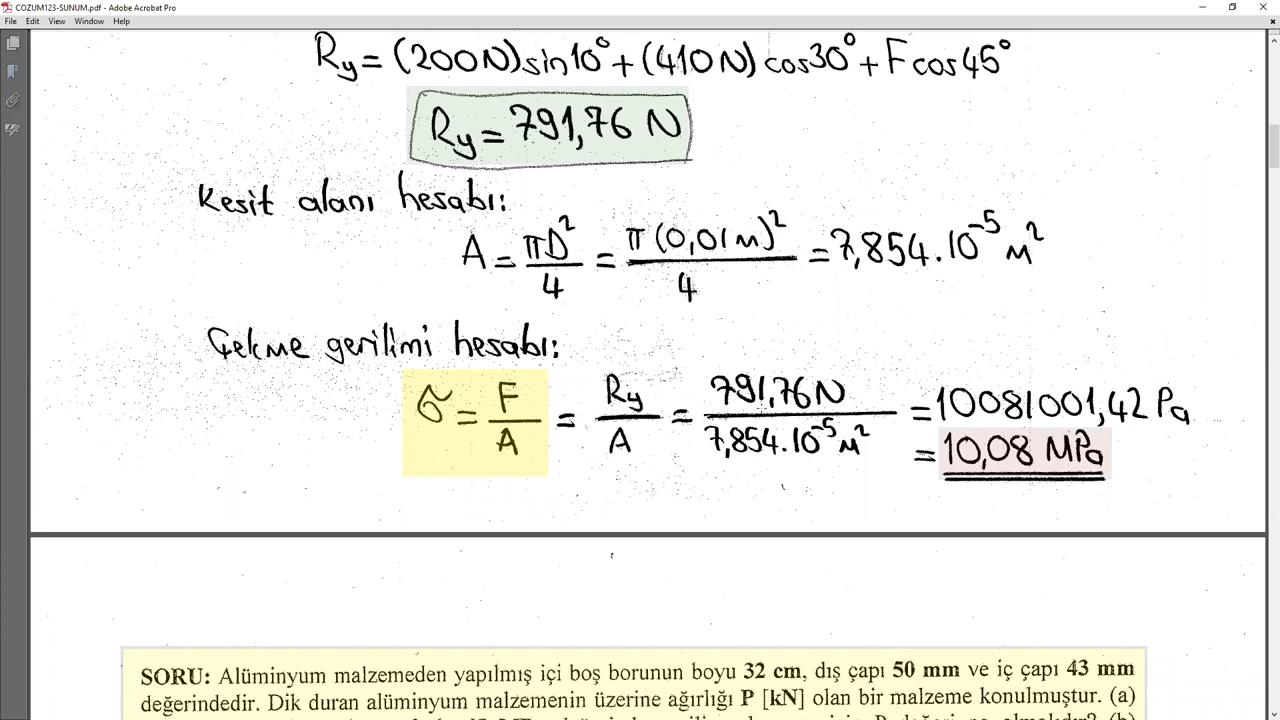 COZUM123-SUNUM.pdf - Adobe Acrobat Pro
File Edit View Window Help
Ry = (200N) sin10° + (410N) cos30° + F cos45°
Ry = 791,76 N
Kesit alanı hesabı:
A = πD²/4 = π(0,01m)²/4 = 7,854.10⁻⁵ m²
Çekme gerilimi hesabı:
σ = F/A = Ry/A = 791,76N/7,854.10⁻⁵m² = 10081001,42 Pa
= 10,08 MPa
SORU: Alüminyum malzemeden yapılmış içi boş borunun boyu 32 cm, dış çapı 50 mm ve iç çapı 43 mm
değerindedir. Dik duran alüminyum malzemenin üzerine ağırlığı P [kN] olan bir malzeme konulmuştur. (a)